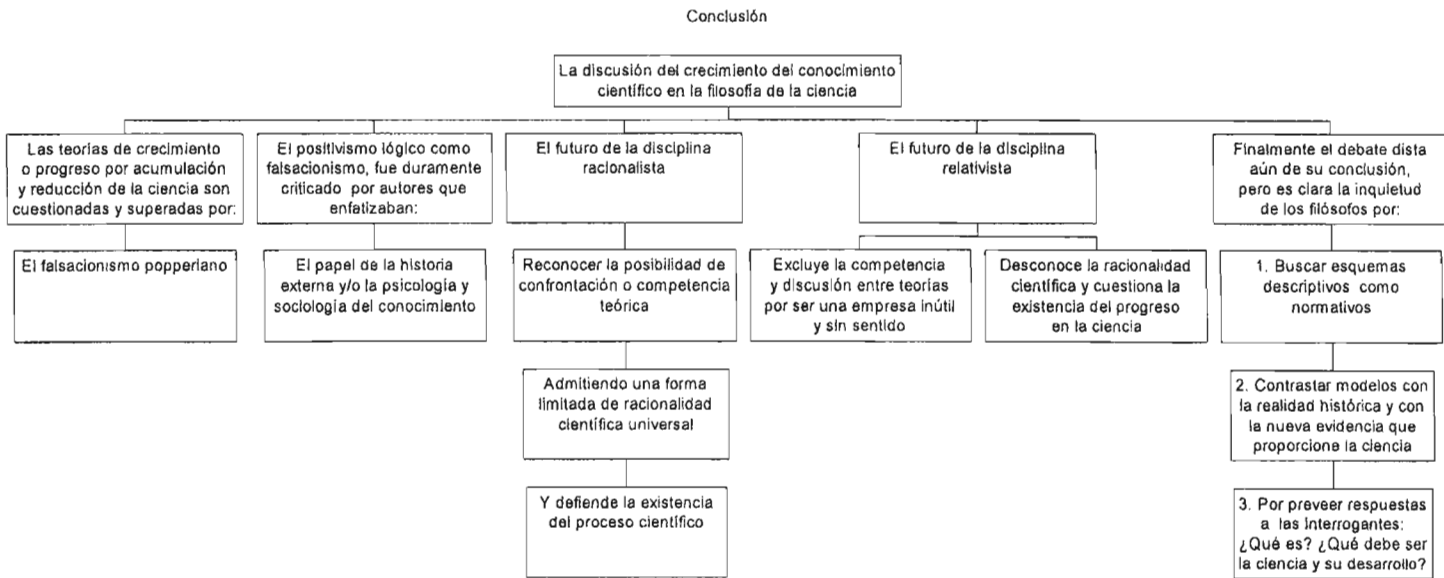 Conclusión
La discusión del crecimiento del conocimiento
científico en la filosofía de la ciencia
Las teorías de crecimiento
o progreso por acumulación
y reducción de la ciencia son
cuestionadas y superadas por:
El falsacionismo popperiano
El positivismo lógico como
falsacionismo, fue duramente
criticado por autores que
enfatizaban:
El papel de la historia
externa y/o la psicología y
sociología del conocimiento
El futuro de la disciplina
racionalista
Reconocer la posibilidad de
confrontación o competencia
teórica
Admitiendo una forma
limitada de racionalidad
científica universal
Y defiende la existencia
del proceso científico
El futuro de la disciplina
relativista
Excluye la competencia
y discusión entre teorías
por ser una empresa inútil
y sin sentido
Desconoce la racionalidad
científica y cuestiona la
existencia del progreso
en la ciencia
Finalmente el debate dista
aún de su conclusión,
pero es clara la inquietud
de los filósofos por:
1. Buscar esquemas
descriptivos como
normativos
2. Contrastar modelos con
la realidad histórica y con
la nueva evidencia que
proporcione la ciencia
3. Por preveer respuestas
a las Interrogantes:
¿Qué es? ¿Qué debe ser
la ciencia y su desarrollo?